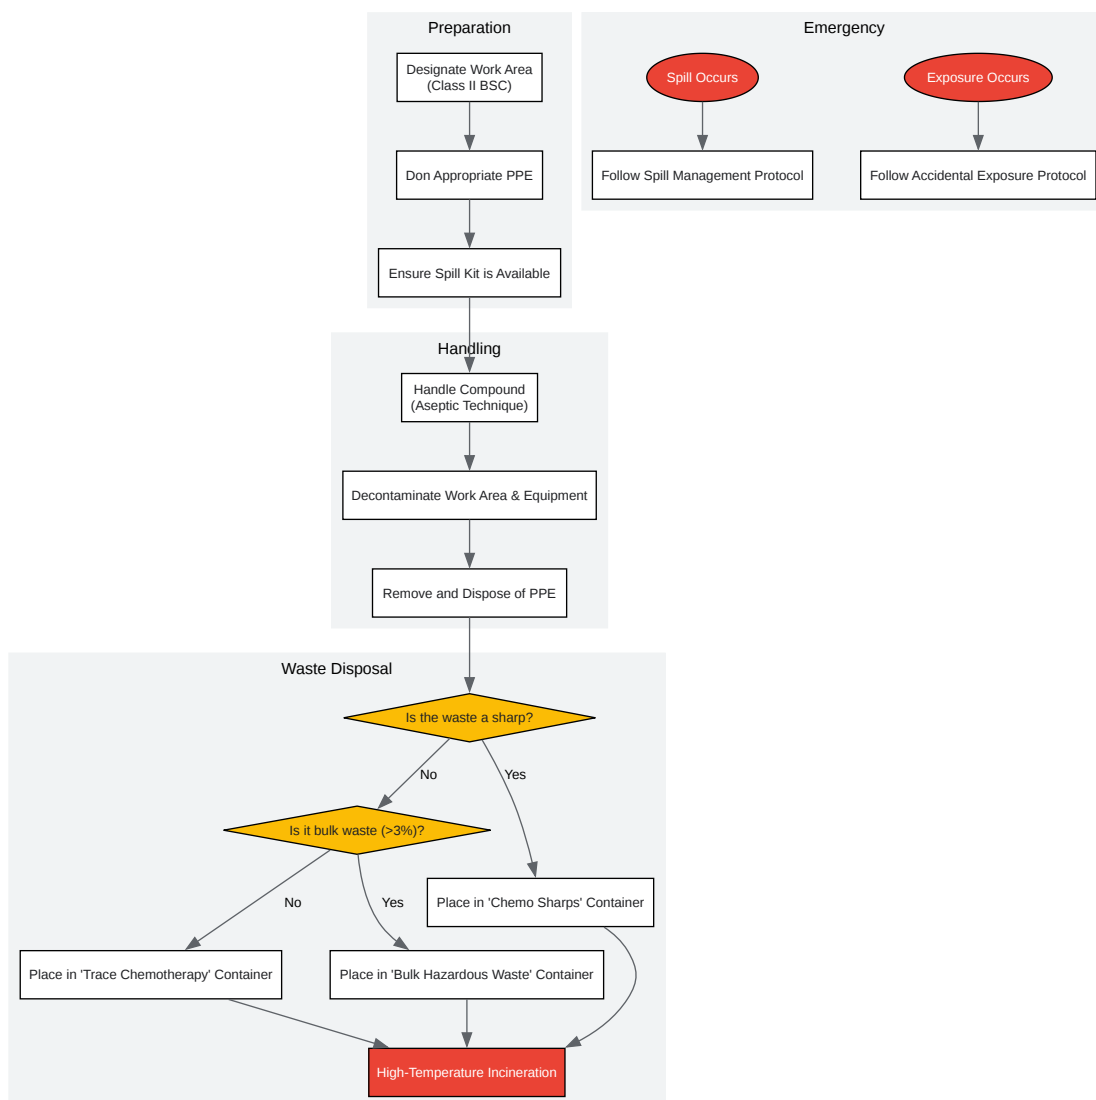 Preparation
Designate Work Area
(Class II BSC)
Don Appropriate PPE
Ensure Spill Kit is Available
Emergency
Spill Occurs
Exposure Occurs
Follow Spill Management Protocol
Follow Accidental Exposure Protocol
Handling
Handle Compound
(Aseptic Technique)
Decontaminate Work Area & Equipment
Remove and Dispose of PPE
Waste Disposal
Is the waste a sharp?
No
Yes
Is it bulk waste (>3%)?
No
Yes
Place in 'Chemo Sharps' Container
Place in 'Trace Chemotherapy' Container
Place in 'Bulk Hazardous Waste' Container
High-Temperature Incineration